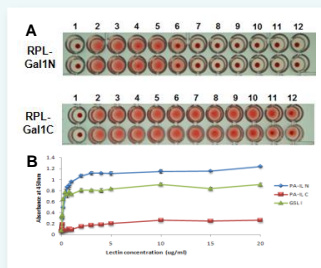 A
1 2 3 4 5 6 7 8 9 10 11 12
RPL-
Gal1N
1 2 3 4 5 6 7 8 9 10 11 12
RPL-
Gal1C
B
1.4
1.2
1
0.8
0.6
0.4
0.2
0
Absorbance at 450nm
0 5 10 15 20
Lectin concentration (ug/ml)
PA-IL N
PA-IL C
GSL I